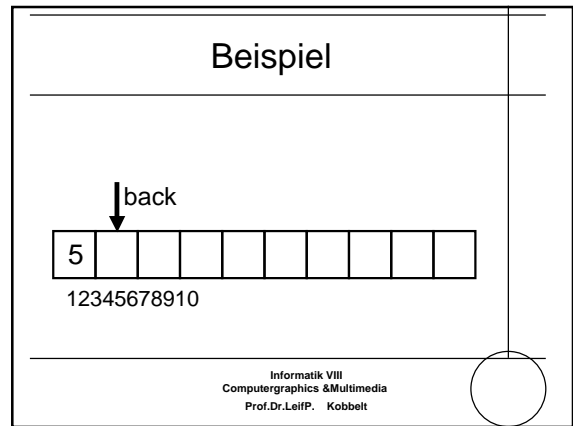 Beispiel
back
5
12345678910
Informatik VIII
Computergraphics &Multimedia
Prof.Dr.LeifP. Kobbelt